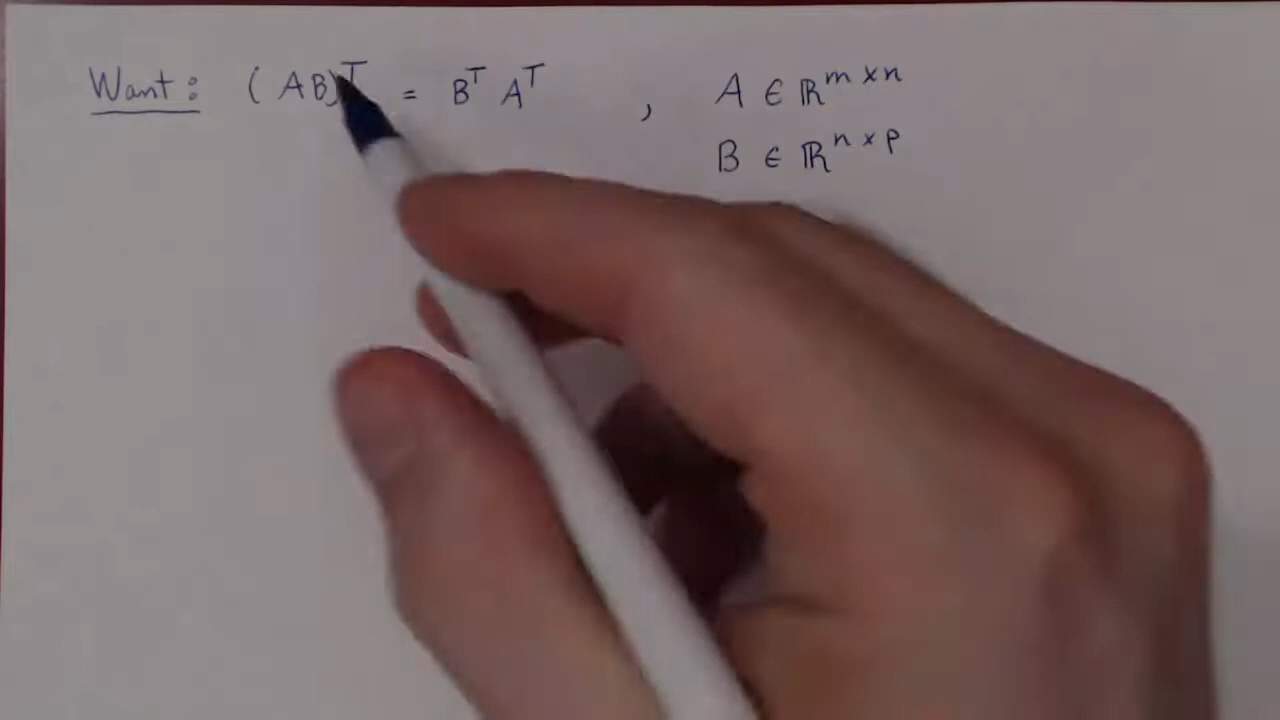 Want: (AB)ᵀ = Bᵀ Aᵀ , A ∈ ℝᵐ ˣ ⁿ
B ∈ ℝⁿ ˣ ᵖ